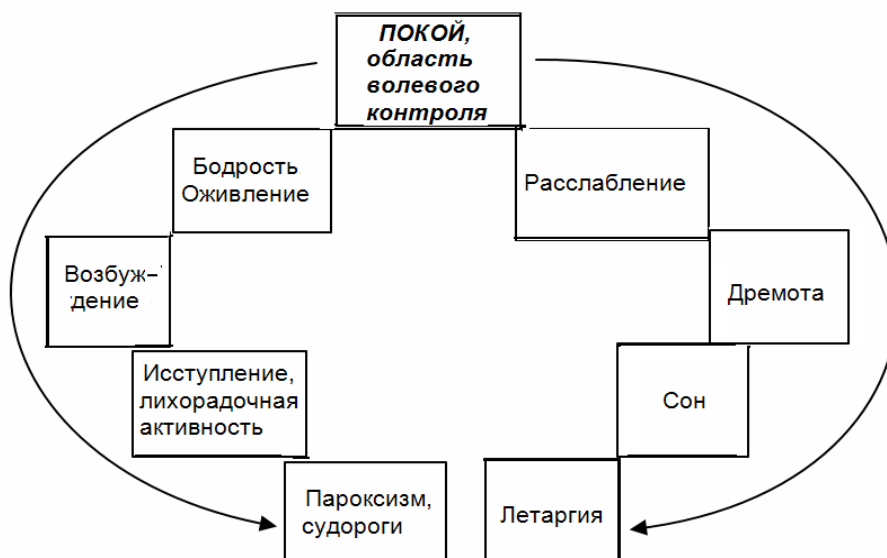 ПОКОЙ,
область
волевого
контроля
Бодрость
Оживление
Расслабление
Возбуж–
дение
Дремота
Исступление,
лихорадочная
активность
Сон
Пароксизм,
судороги
Летаргия